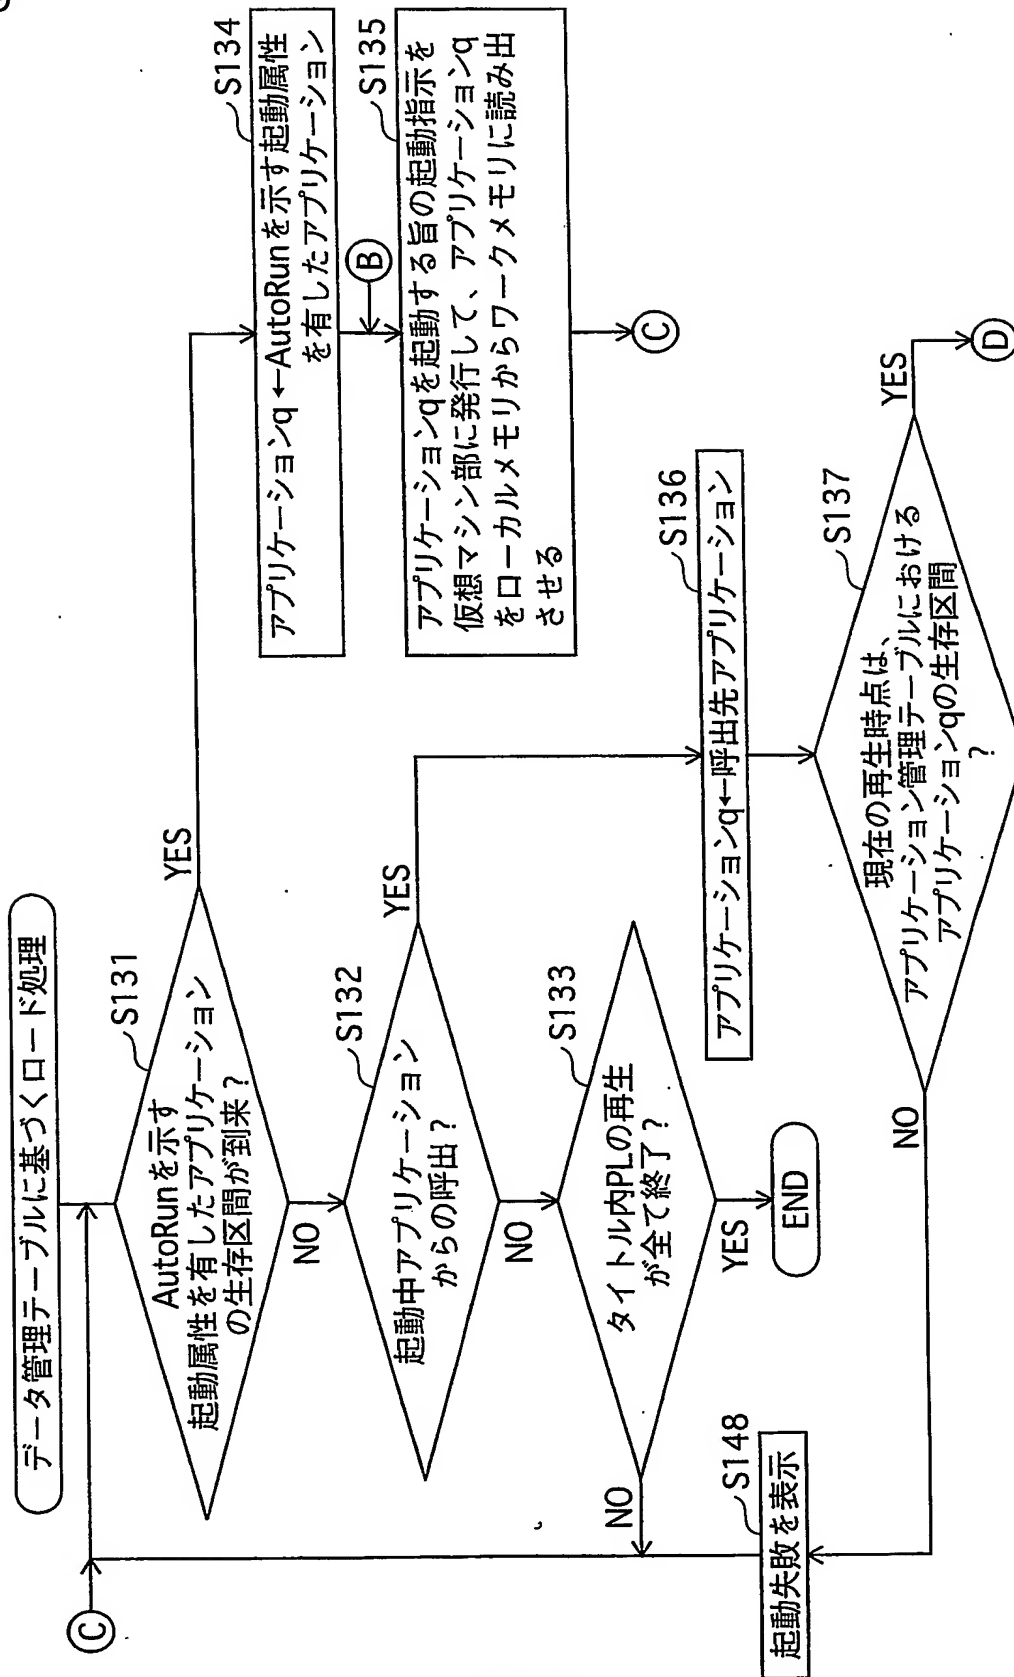 データ管理テーブルに基づくロード処理
S131
AutoRunを示す
起動属性を有したアプリケーション
の生存区間が到来?
YES
NO
S132
起動中アプリケーション
からの呼出?
YES
NO
S133
タイトル内PLの再生
が全て終了?
NO
YES
END
S134
アプリケーションq←AutoRunを示す起動属性
を有したアプリケーション
B
S135
アプリケーションqを起動する旨の起動指示を
仮想マシン部に発行して、アプリケーションq
をローカルメモリからワークメモリに読み出
させる
C
S136
アプリケーションq←呼出先アプリケーション
S137
現在の再生時点は、
アプリケーション管理テーブルにおける
アプリケーションqの生存区間
?
YES
D
NO
S148
起動失敗を表示
C